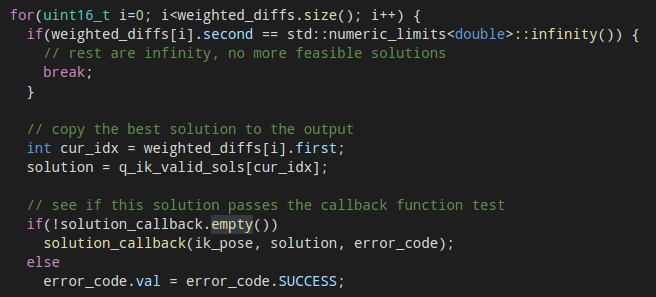 for(uint16_t i=0; i<weighted_diffs.size(); i++) {
  if(weighted_diffs[i].second == std::numeric_limits<double>::infinity()) {
    // rest are infinity, no more feasible solutions
    break;
  }

  // copy the best solution to the output
  int cur_idx = weighted_diffs[i].first;
  solution = q_ik_valid_sols[cur_idx];

  // see if this solution passes the callback function test
  if(!solution_callback.empty())
    solution_callback(ik_pose, solution, error_code);
  else
    error_code.val = error_code.SUCCESS;